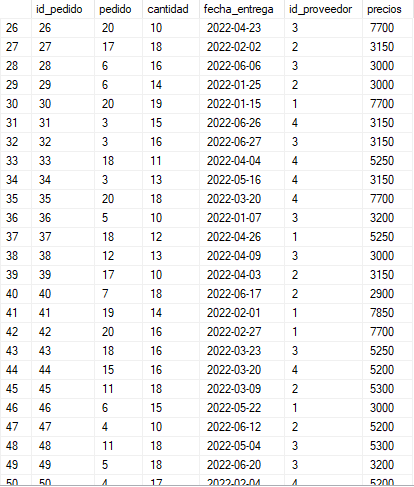 id_pedido pedido cantidad fecha_entrega id_proveedor precios
26 26 20 10 2022-04-23 3 7700
27 27 17 18 2022-02-02 2 3150
28 28 6 16 2022-06-06 3 3000
29 29 6 14 2022-01-25 2 3000
30 30 20 19 2022-01-15 1 7700
31 31 3 15 2022-06-26 4 3150
32 32 3 16 2022-06-27 3 3150
33 33 18 11 2022-04-04 4 5250
34 34 3 13 2022-05-16 4 3150
35 35 20 18 2022-03-20 4 7700
36 36 5 10 2022-01-07 3 3200
37 37 18 12 2022-04-26 1 5250
38 38 12 13 2022-04-09 3 3000
39 39 17 10 2022-04-03 2 3150
40 40 7 18 2022-06-17 2 2900
41 41 19 14 2022-02-01 1 7850
42 42 20 16 2022-02-27 1 7700
43 43 18 16 2022-03-23 3 5250
44 44 15 16 2022-03-20 4 5200
45 45 11 18 2022-03-09 2 5300
46 46 6 15 2022-05-22 1 3000
47 47 4 10 2022-06-12 2 5200
48 48 11 18 2022-05-04 3 5300
49 49 5 18 2022-06-20 3 3200
50 50 4 17 2022-02-04 4 5200